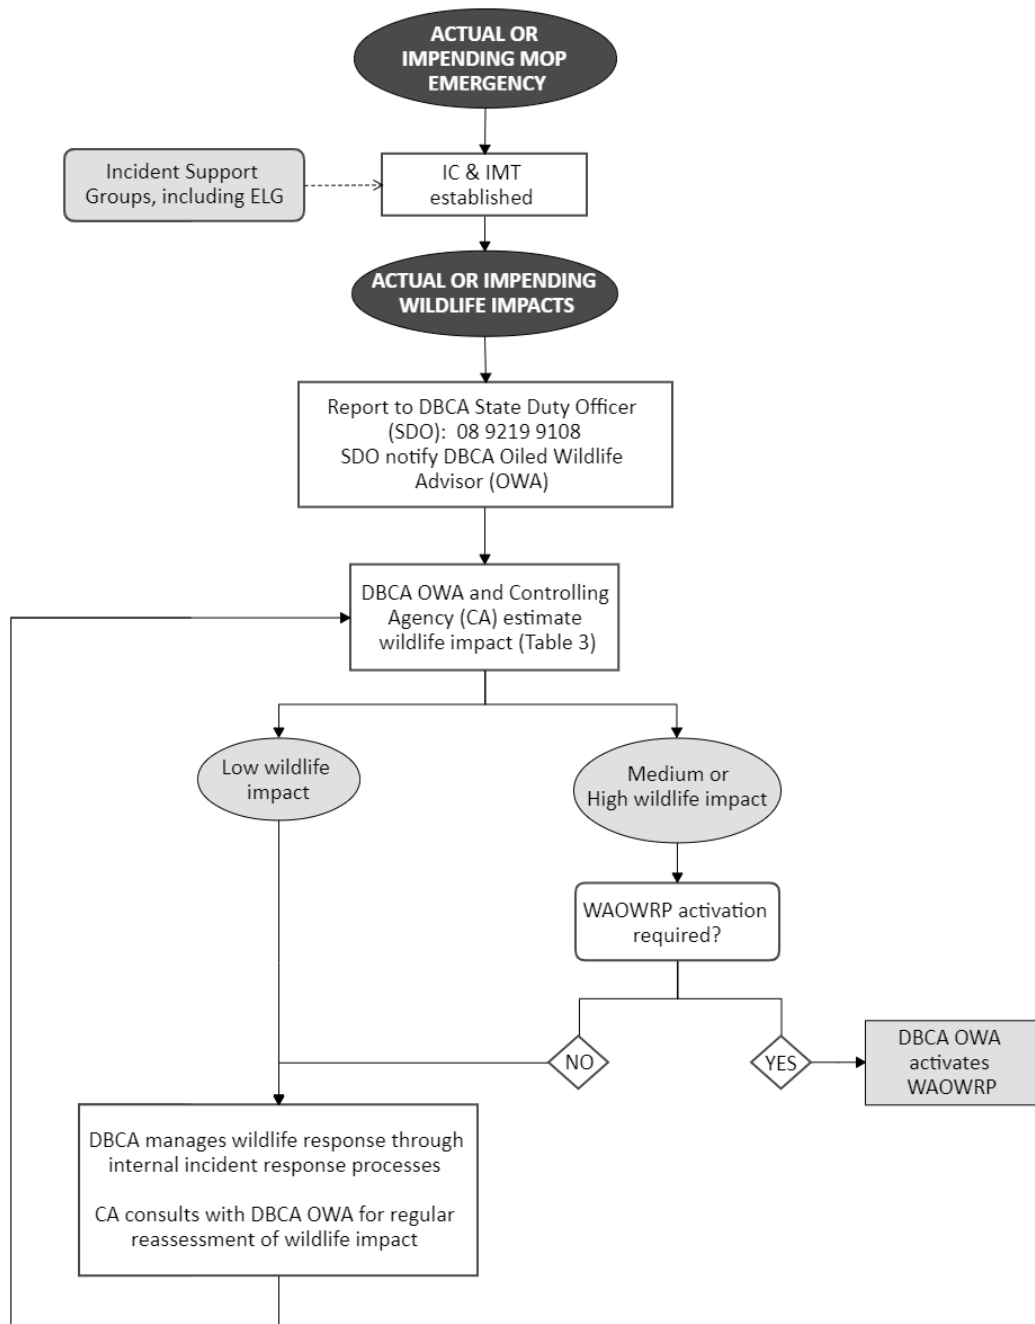 ACTUAL OR
IMPENDING MOP
EMERGENCY
Incident Support
Groups, including ELG
IC & IMT
established
ACTUAL OR IMPENDING
WILDLIFE IMPACTS
Report to DBCA State Duty Officer
(SDO):  08 9219 9108
SDO notify DBCA Oiled Wildlife
Advisor (OWA)
DBCA OWA and Controlling
Agency (CA) estimate
wildlife impact (Table 3)
Low wildlife
impact
Medium or
High wildlife impact
WAOWRP activation
required?
NO
YES
DBCA OWA
activates
WAOWRP
DBCA manages wildlife response through
internal incident response processes
CA consults with DBCA OWA for regular
reassessment of wildlife impact